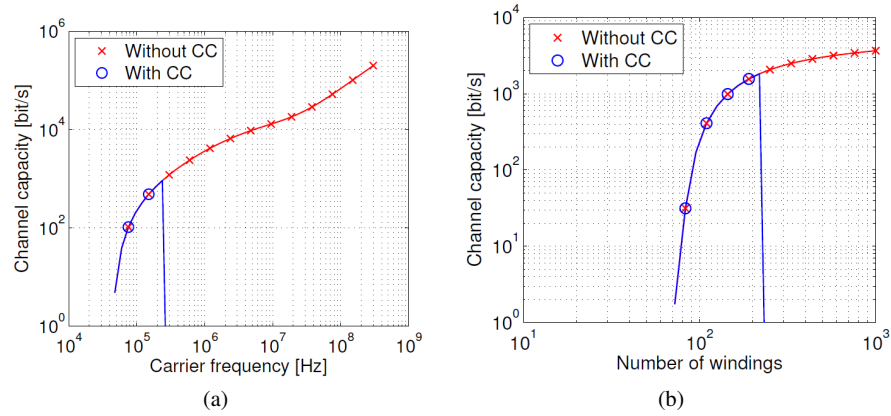 10^6
10^4
10^2
10^0
Channel capacity [bit/s]
Without CC
With CC
10^4 10^5 10^6 10^7 10^8 10^9
Carrier frequency [Hz]
(a)
10^4
10^3
10^2
10^1
10^0
Channel capacity [bit/s]
Without CC
With CC
10^1 10^2 10^3
Number of windings
(b)